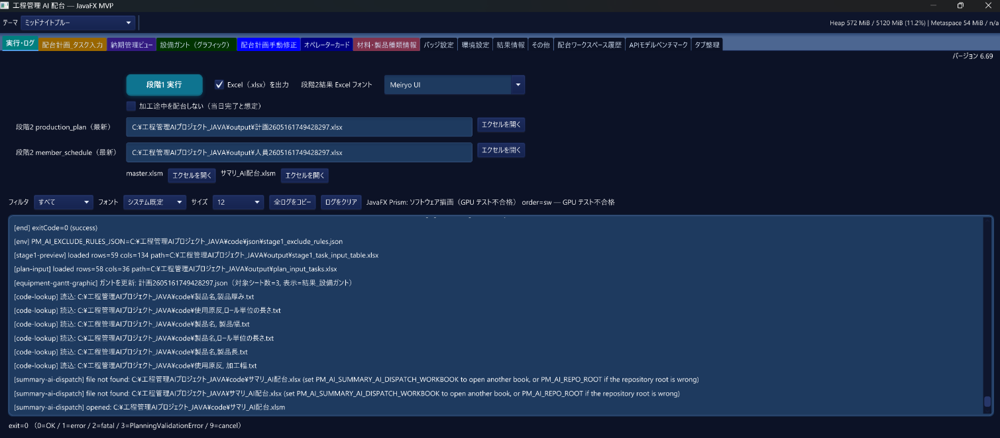 工程管理 AI 配台 — JavaFX MVP
テーマ ミッドナイトブルー
Heap 572 MiB / 5120 MiB (11.2%) | Metaspace 54 MiB / n/a
実行・ログ 配台計画_タスク入力 納期管理ビュー 設備ガント（グラフィック） 配台計画手動修正 オペレーターカード 材料・製品種類情報 バッジ設定 環境設定 結果情報 その他 配台ワークスペース履歴 APIモデルベンチマーク タブ整理
バージョン 6.69
段階1 実行 Excel（.xlsx）を出力 段階2結果 Excel フォント Meiryo UI
加工途中を配台しない（当日完了と想定）
段階2 production_plan（最新） C:¥工程管理AIプロジェクト_JAVA¥output¥計画2605161749428297.xlsx エクセルを開く
段階2 member_schedule（最新） C:¥工程管理AIプロジェクト_JAVA¥output¥人員2605161749428297.xlsx エクセルを開く
master.xlsm エクセルを開く サマリ_AI配台.xlsm エクセルを開く
フィルタ すべて フォント システム既定 サイズ 12 全ログをコピー ログをクリア JavaFX Prism: ソフトウェア描画（GPU テスト不合格） order=sw — GPU テスト不合格
[end] exitCode=0 (success)
[env] PM_AI_EXCLUDE_RULES_JSON=C:¥工程管理AIプロジェクト_JAVA¥code¥json¥stage1_exclude_rules.json
[stage1-preview] loaded rows=59 cols=134 path=C:¥工程管理AIプロジェクト_JAVA¥output¥stage1_task_input_table.xlsx
[plan-input] loaded rows=58 cols=36 path=C:¥工程管理AIプロジェクト_JAVA¥output¥plan_input_tasks.xlsx
[equipment-gantt-graphic] ガントを更新: 計画2605161749428297.json（対象シート数=3, 表示=結果_設備ガント）
[code-lookup] 読込: C:¥工程管理AIプロジェクト_JAVA¥code¥製品名,製品厚み.txt
[code-lookup] 読込: C:¥工程管理AIプロジェクト_JAVA¥code¥使用原反,ロール単位の長さ.txt
[code-lookup] 読込: C:¥工程管理AIプロジェクト_JAVA¥code¥製品名, 製品幅.txt
[code-lookup] 読込: C:¥工程管理AIプロジェクト_JAVA¥code¥製品名,ロール単位の長さ.txt
[code-lookup] 読込: C:¥工程管理AIプロジェクト_JAVA¥code¥製品名,製品長.txt
[code-lookup] 読込: C:¥工程管理AIプロジェクト_JAVA¥code¥使用原反, 加工幅.txt
[summary-ai-dispatch] file not found: C:¥工程管理AIプロジェクト_JAVA¥code¥サマリ_AI配台.xlsx (set PM_AI_SUMMARY_AI_DISPATCH_WORKBOOK to open another book, or PM_AI_REPO_ROOT if the repository root is wrong)
[summary-ai-dispatch] file not found: C:¥工程管理AIプロジェクト_JAVA¥サマリ_AI配台.xlsx (set PM_AI_SUMMARY_AI_DISPATCH_WORKBOOK to open another book, or PM_AI_REPO_ROOT if the repository root is wrong)
[summary-ai-dispatch] opened: C:¥工程管理AIプロジェクト_JAVA¥code¥サマリ_AI配台.xlsm
exit=0 （0=OK / 1=error / 2=fatal / 3=PlanningValidationError / 9=cancel）